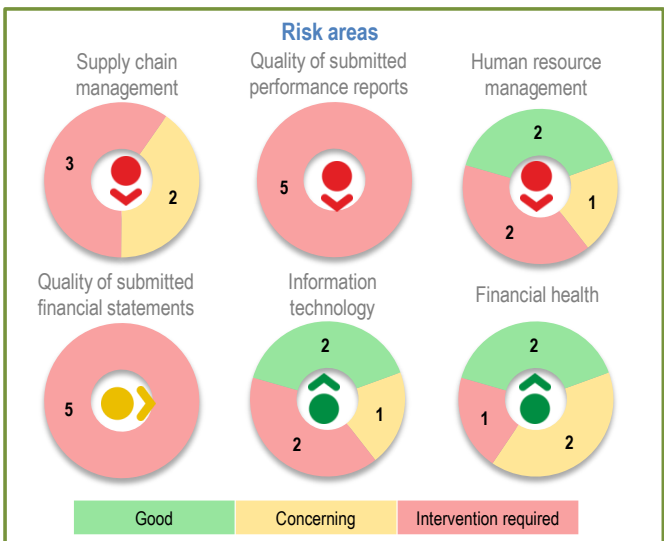 Risk areas
Supply chain
management
3
2
Quality of submitted
performance reports
5
Human resource
management
2
1
2
Quality of submitted
financial statements
5
Information
technology
2
1
2
Financial health
2
1
2
Good
Concerning
Intervention required